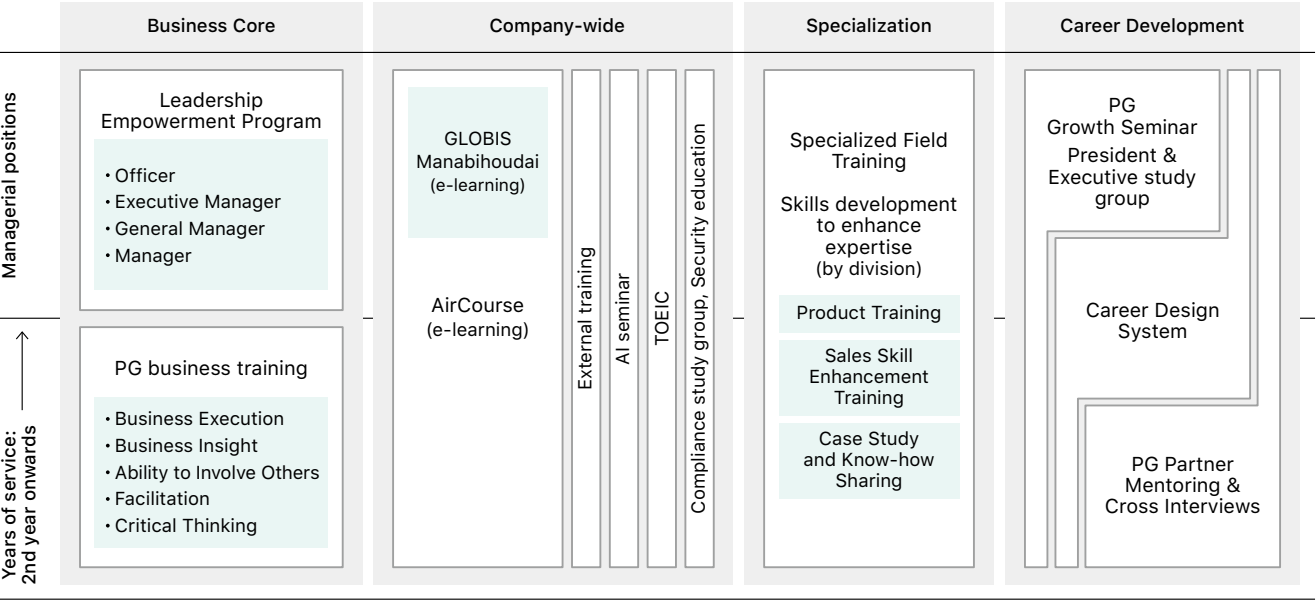 Business Core
Company-wide
Specialization
Career Development
Managerial positions
Years of service:
2nd year onwards
Leadership
Empowerment Program
・Officer
・Executive Manager
・General Manager
・Manager
PG business training
・Business Execution
・Business Insight
・Ability to Involve Others
・Facilitation
・Critical Thinking
GLOBIS
Manabihoudai
(e-learning)
AirCourse
(e-learning)
External training
AI seminar
TOEIC
Compliance study group, Security education
Specialized Field
Training
Skills development
to enhance
expertise
(by division)
Product Training
Sales Skill
Enhancement
Training
Case Study
and Know-how
Sharing
PG
Growth Seminar
President &
Executive study
group
Career Design
System
PG Partner
Mentoring &
Cross Interviews